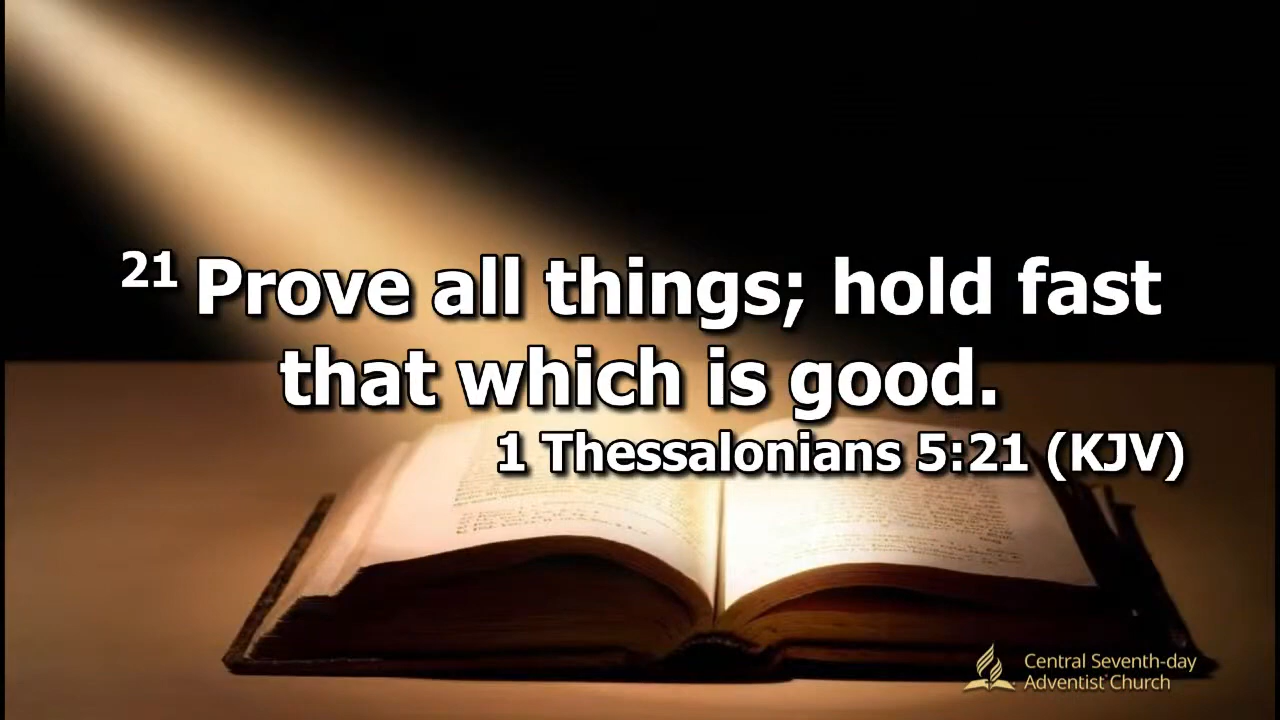 21 Prove all things; hold fast
that which is good.
1 Thessalonians 5:21 (KJV)
Central Seventh-day
Adventist Church